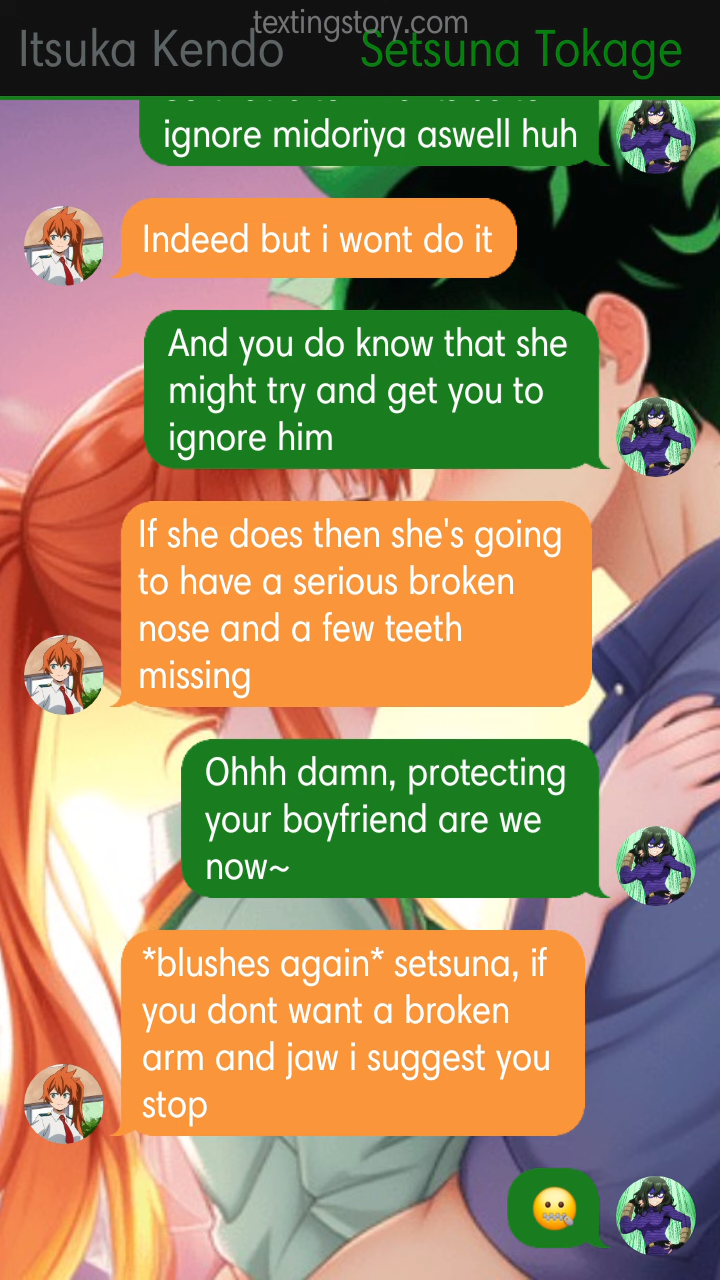 textingstory.com
Itsuka Kendo Setsuna Tokage
ignore midoriya aswell huh
Indeed but i wont do it
And you do know that she
might try and get you to
ignore him
If she does then she's going
to have a serious broken
nose and a few teeth
missing
Ohhh damn, protecting
your boyfriend are we
now~
*blushes again* setsuna, if
you dont want a broken
arm and jaw i suggest you
stop
🤐